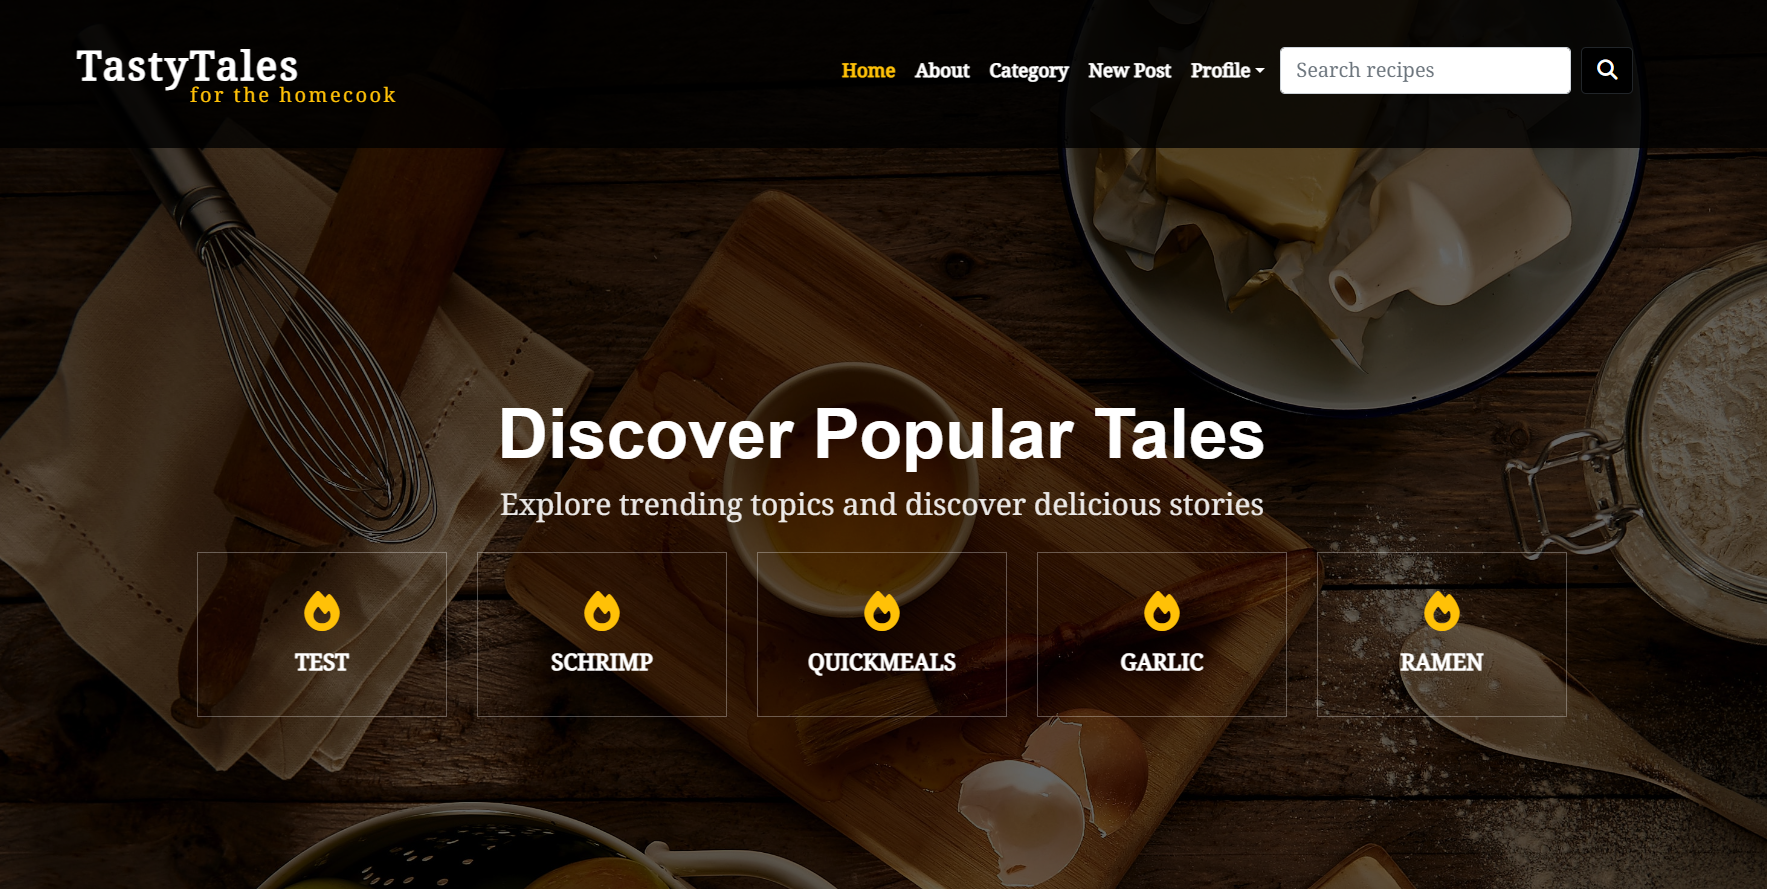 TastyTales
for the homecook
Home About Category New Post Profile Search recipes
Discover Popular Tales
Explore trending topics and discover delicious stories
TEST SCHRIMP QUICKMEALS GARLIC RAMEN